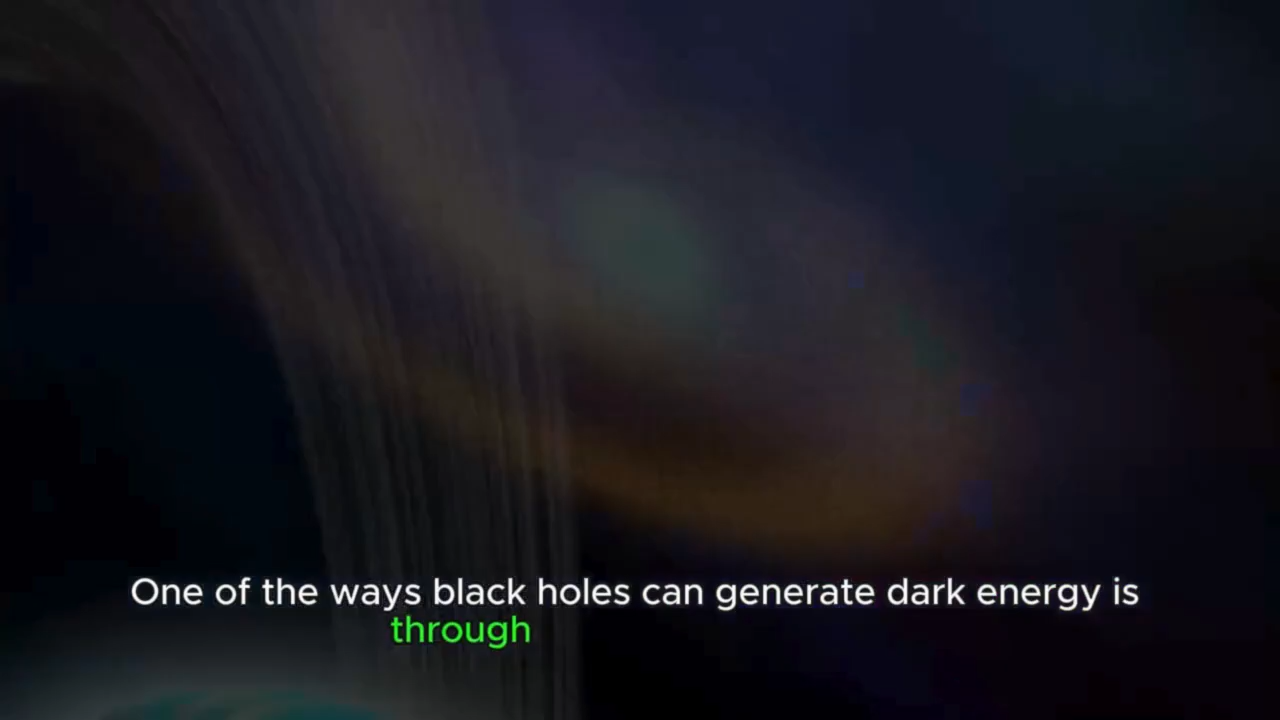 One of the ways black holes can generate dark energy is
through